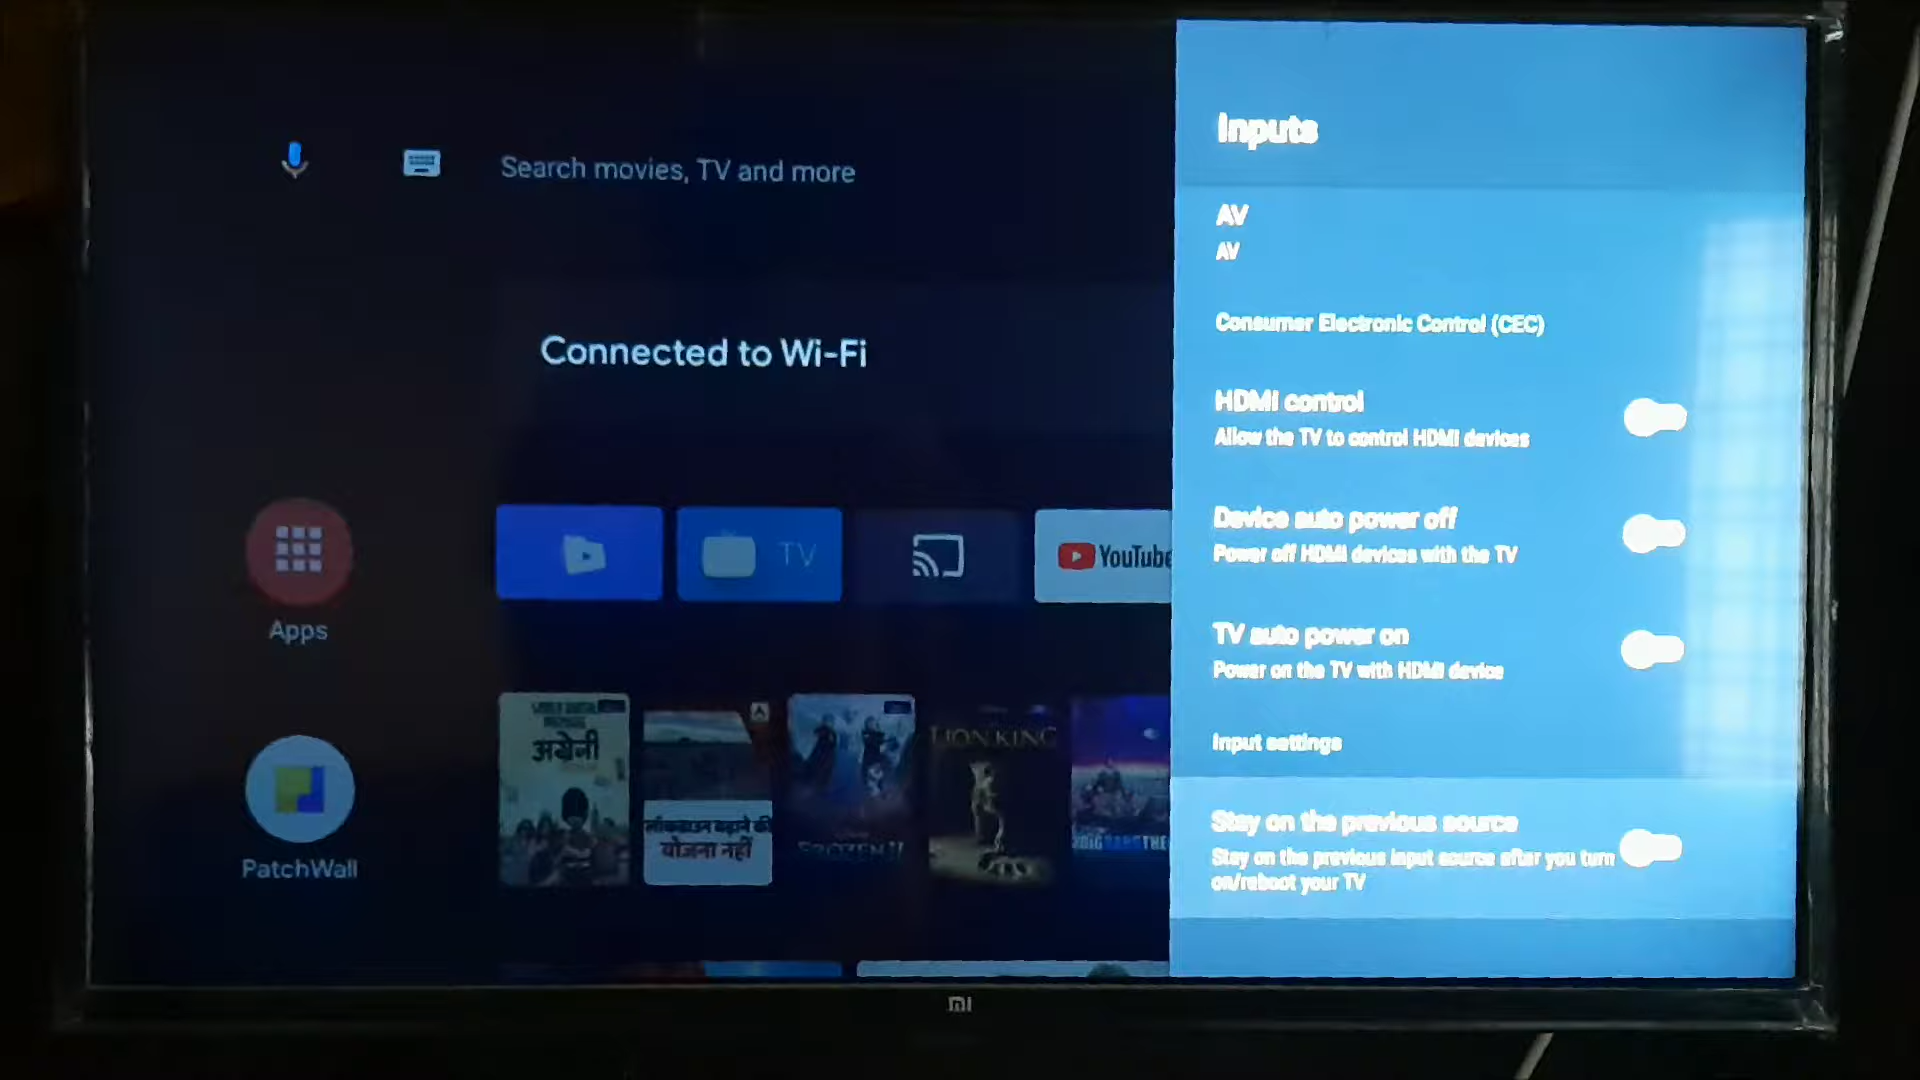 Search movies, TV and more
Connected to Wi-Fi
TV
YouTube
Apps
PatchWall
अंग्रेज़ी
योजना नहीं
FROZEN II
LION KING
Inputs
AV
AV
Consumer Electronic Control (CEC)
HDMI control
Allow the TV to control HDMI devices
Device auto power off
Power off HDMI devices with the TV
TV auto power on
Power on the TV with HDMI device
Input settings
Stay on the previous source
Stay on the previous input source after you turn
on/reboot your TV
mi